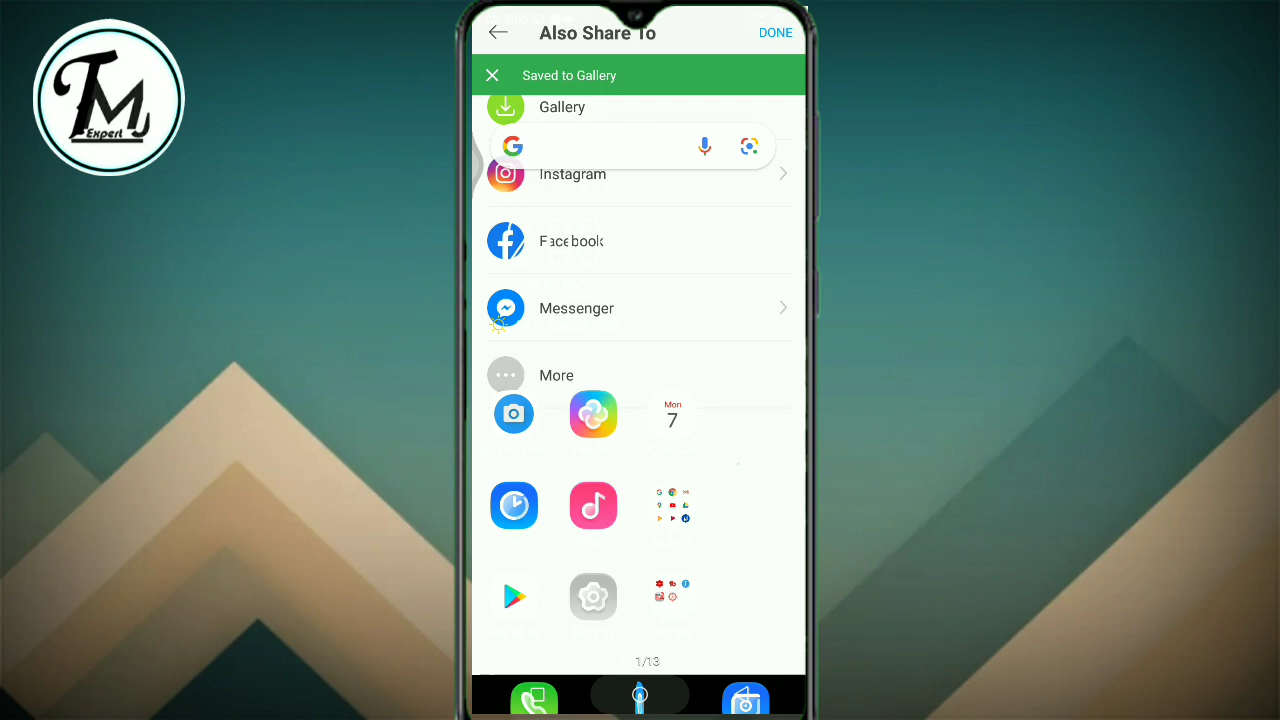 TM
Expert
Also Share To
DONE
Saved to Gallery
Gallery
Instagram
Facebook
Messenger
More
Mon
7
1/13